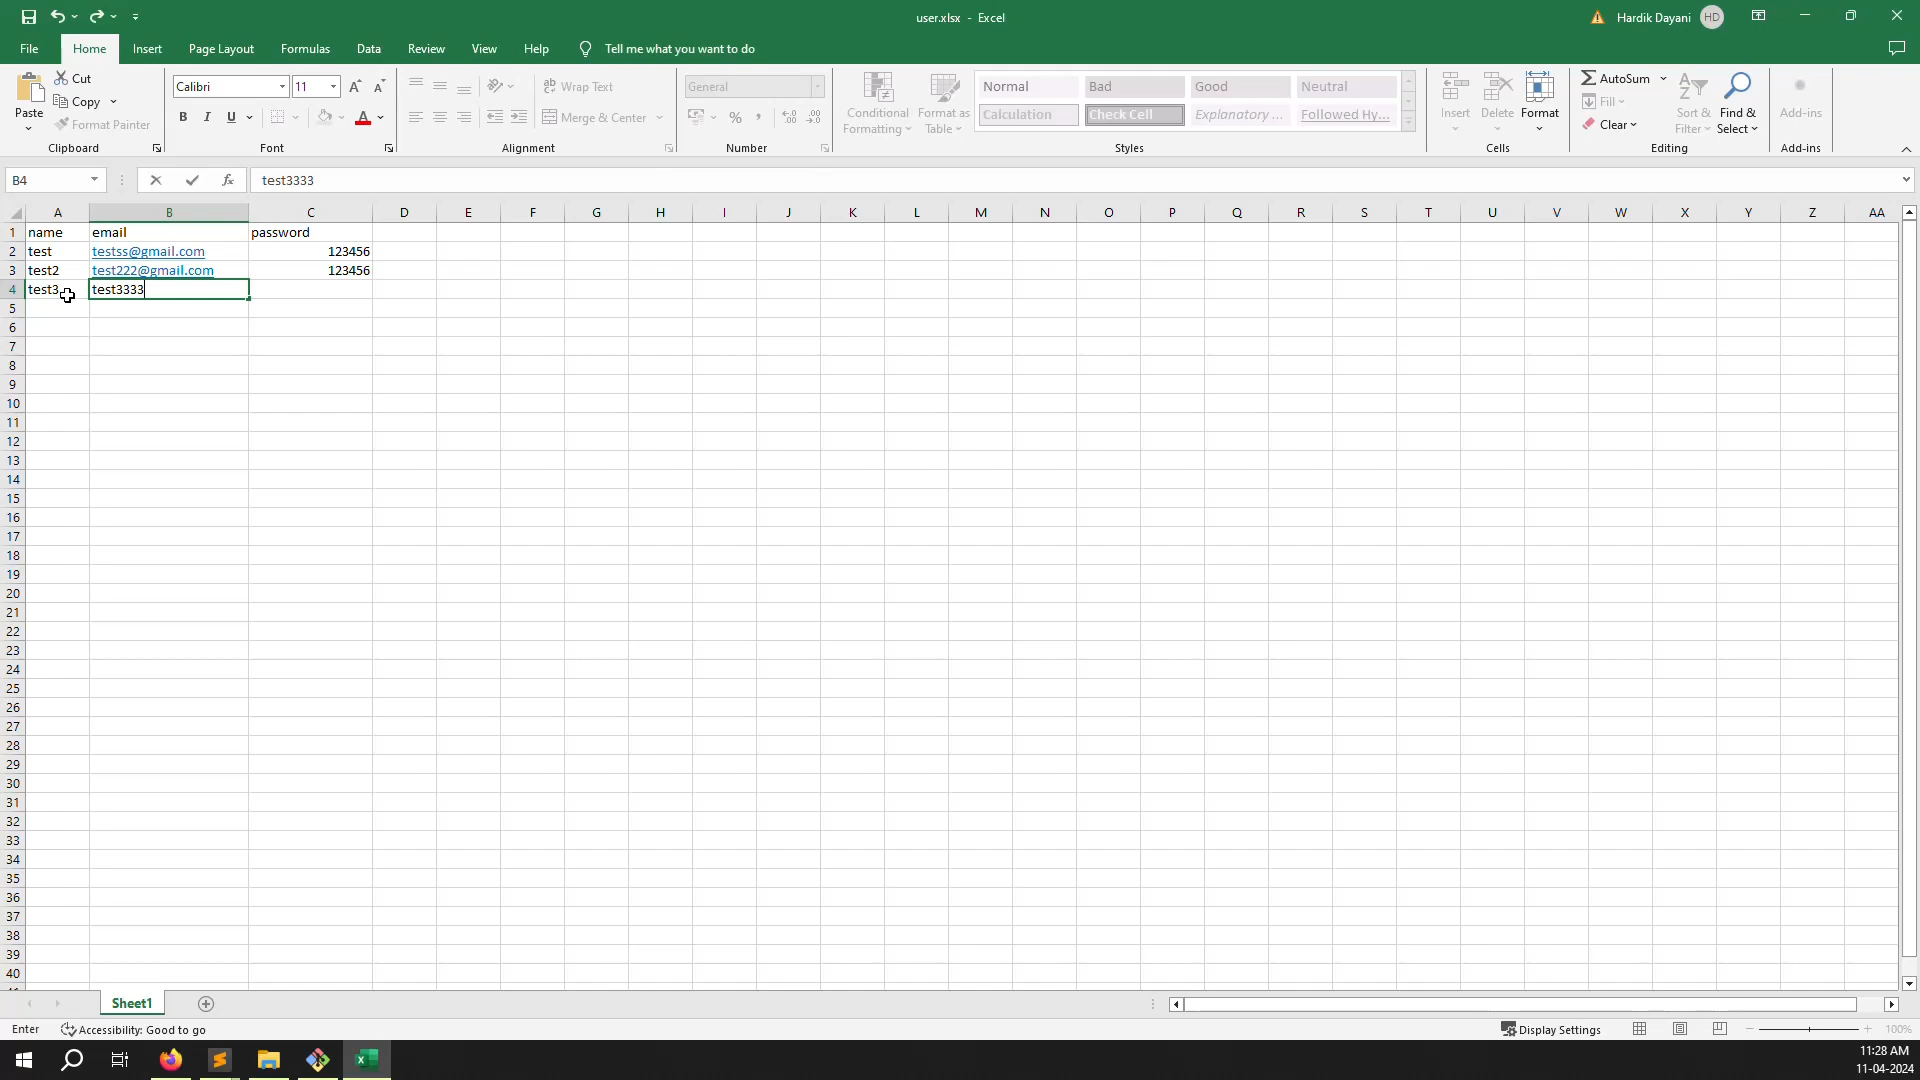 user.xlsx - Excel
Hardik Dayani HD
File Home Insert Page Layout Formulas Data Review View Help Tell me what you want to do
Paste
Cut
Copy
Format Painter
Clipboard
Calibri 11
B I U
Font
Wrap Text
Merge & Center
Alignment
General
Number
Conditional Formatting
Format as Table
Normal Bad Good Neutral
Calculation Check Cell Explanatory ... Followed Hy...
Styles
Insert Delete Format
Cells
AutoSum
Fill
Clear
Sort & Filter
Find & Select
Editing
Add-ins
Add-ins
B4 fx test3333
A B C D E F G H I J K L M N O P Q R S T U V W X Y Z AA
1 name email password
2 test testss@gmail.com 123456
3 test2 test222@gmail.com 123456
4 test3 test3333
5
6
7
8
9
10
11
12
13
14
15
16
17
18
19
20
21
22
23
24
25
26
27
28
29
30
31
32
33
34
35
36
37
38
39
40
Sheet1
Enter Accessibility: Good to go Display Settings 100%
11:28 AM
11-04-2024